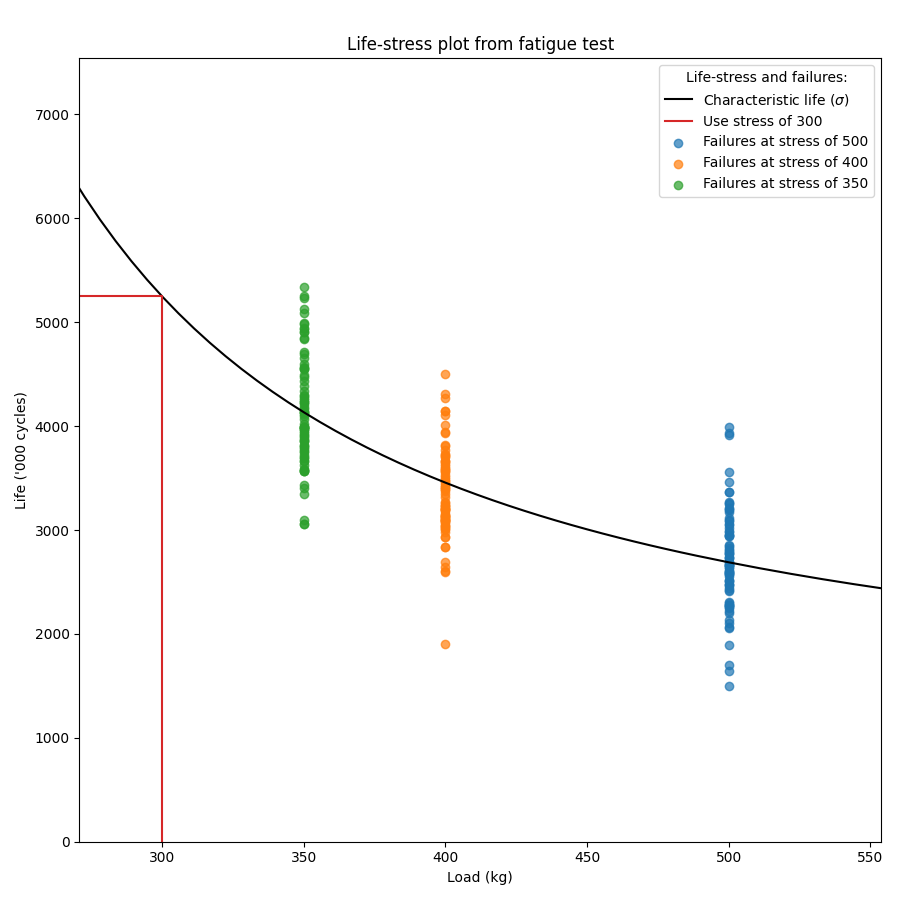 Life-stress plot from fatigue test
Life-stress and failures:
Characteristic life (σ)
Use stress of 300
Failures at stress of 500
Failures at stress of 400
Failures at stress of 350
Life ('000 cycles)
7000
6000
5000
4000
3000
2000
1000
0
300 350 400 450 500 550
Load (kg)